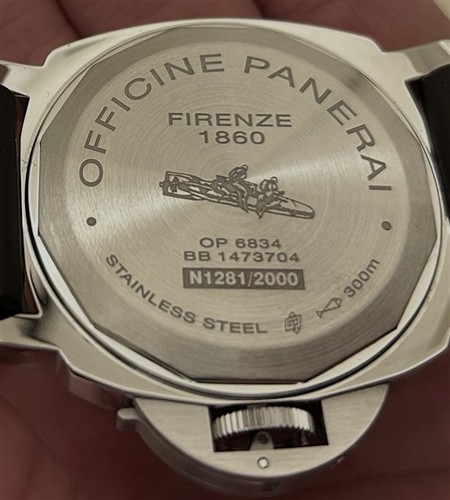 OFFICINE PANERAI
FIRENZE
1860
OP 6834
BB 1473704
N1281/2000
STAINLESS STEEL
300m